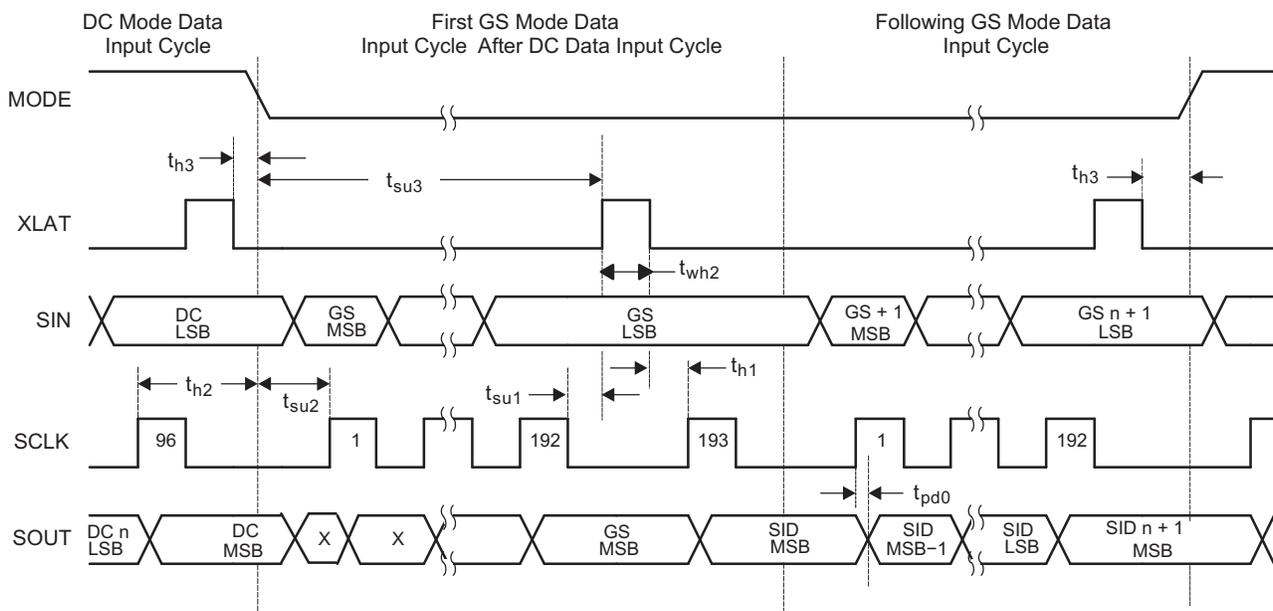 DC Mode Data
Input Cycle
First GS Mode
Input Cycle After DC Data Input Cycle
Following GS Mode Data
Input Cycle
MODE
th3
tsu3
th3
XLAT
twh2
SIN
DC
LSB
GS
MSB
GS
LSB
GS + 1
MSB
GS n + 1
LSB
th2
tsu2
tsu1
th1
SCLK
96
1
192
193
1
192
tpd0
SOUT
DC n
LSB
DC
MSB
X
X
GS
MSB
SID
MSB
SID
MSB−1
SID
LSB
SID n + 1
MSB